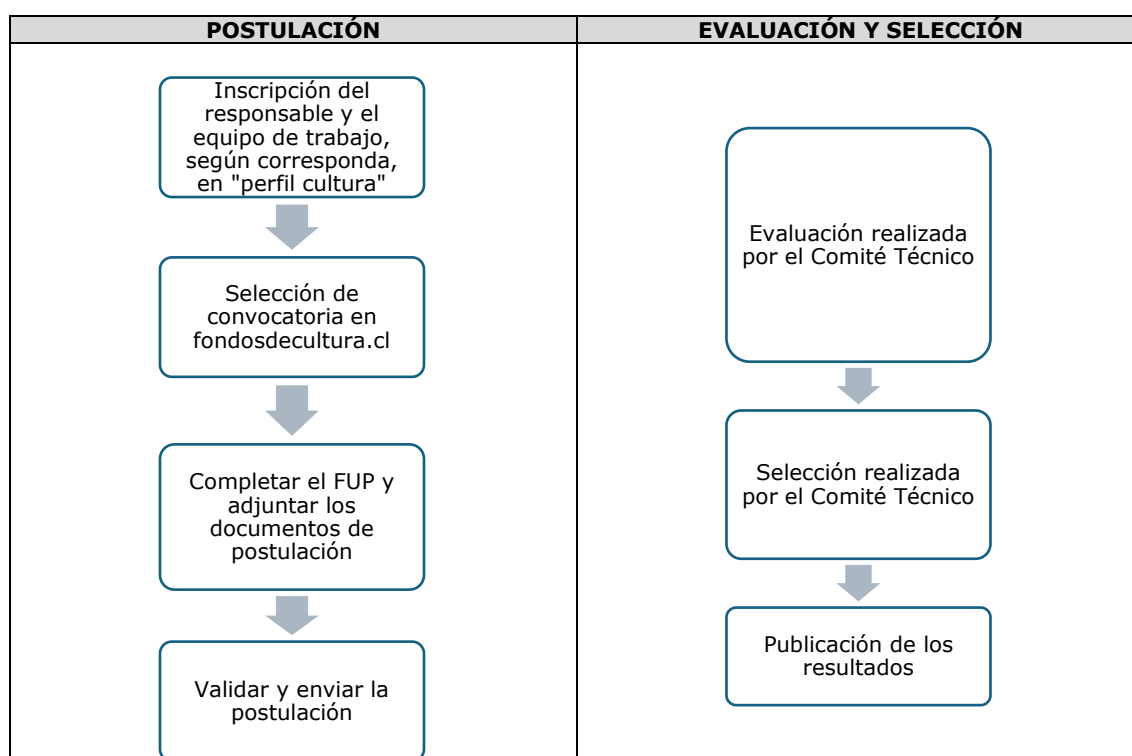 POSTULACIÓN
Inscripción del
responsable y el
equipo de trabajo,
según corresponda,
en "perfil cultura"
Selección de
convocatoria en
fondosdecultura.cl
Completar el FUP y
adjuntar los
documentos de
postulación
Validar y enviar la
postulación
EVALUACIÓN Y SELECCIÓN
Evaluación realizada
por el Comité Técnico
Selección realizada
por el Comité Técnico
Publicación de los
resultados